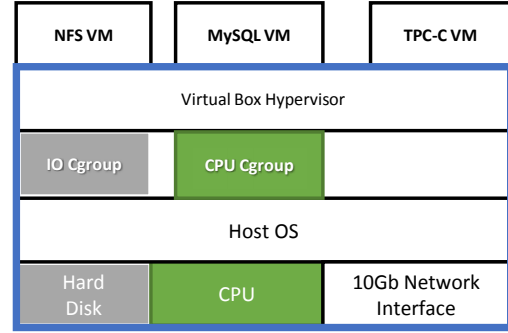 NFS VM MySQL VM TPC-C VM
Virtual Box Hypervisor
IO Cgroup CPU Cgroup
Host OS
Hard
Disk
CPU
10Gb Network
Interface